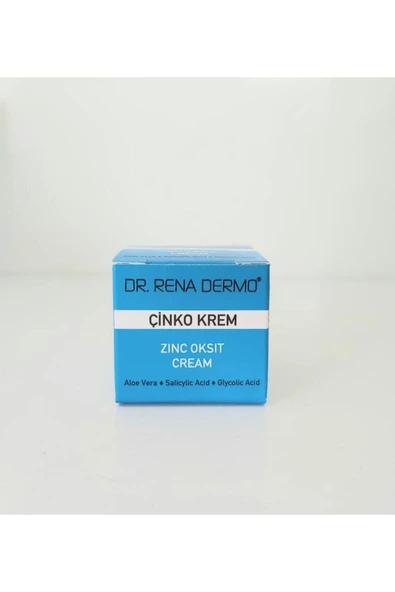 DR. RENA DERMO®
ÇİNKO KREM
ZINC OKSIT
CREAM
Aloe Vera ♦ Salicylic Acid ♦ Glycolic Acid